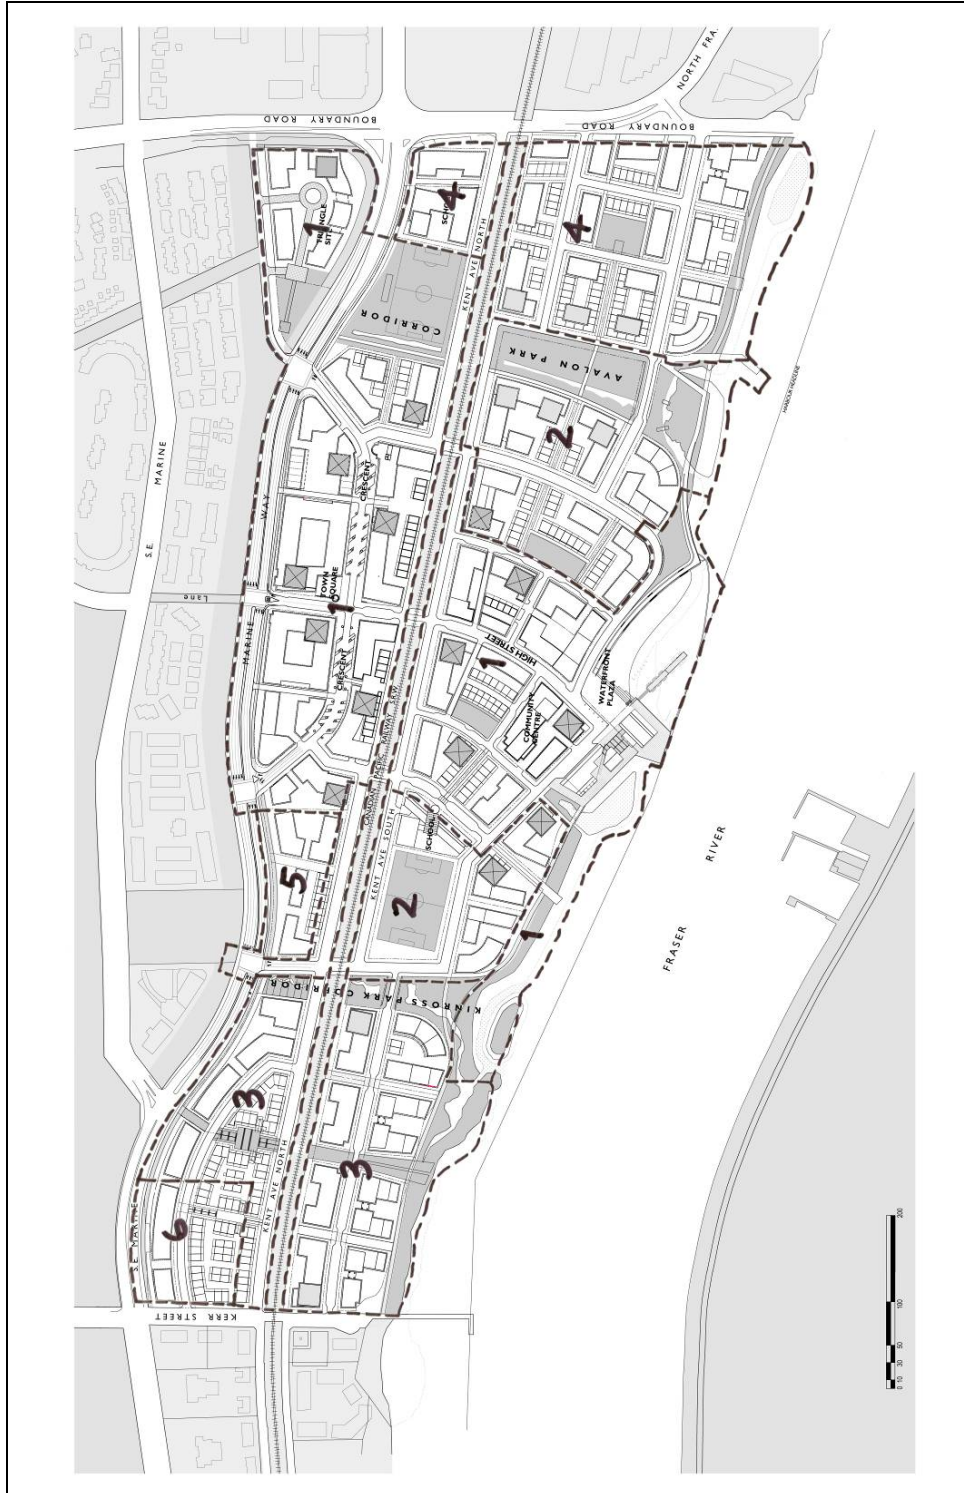 NORTH FRA
BOUNDARY ROAD
BOUNDARY ROAD
1
TRIANGLE
SITE
4
KENT AVE NORTH
4
CORRIDOR
AVALON PARK
HARBOUR HEADLINE
S.E. MARINE
WAY
2
CRESCENT
TOWN
SQUARE
1
Lane
MARINE
CRESCENT
HIGH STREET
1
COMMUNITY
CENTRE
WATERFRONT
PLAZA
CANADIAN PACIFIC RAILWAY S.R.W.
KENT AVE SOUTH
SCHOOL
5
2
1
FRASER RIVER
KINROSS PARK CORRIDOR
3
3
KENT AVE NORTH
S.E. MARINE
6
KERR STREET
0 10 30 50 100 200